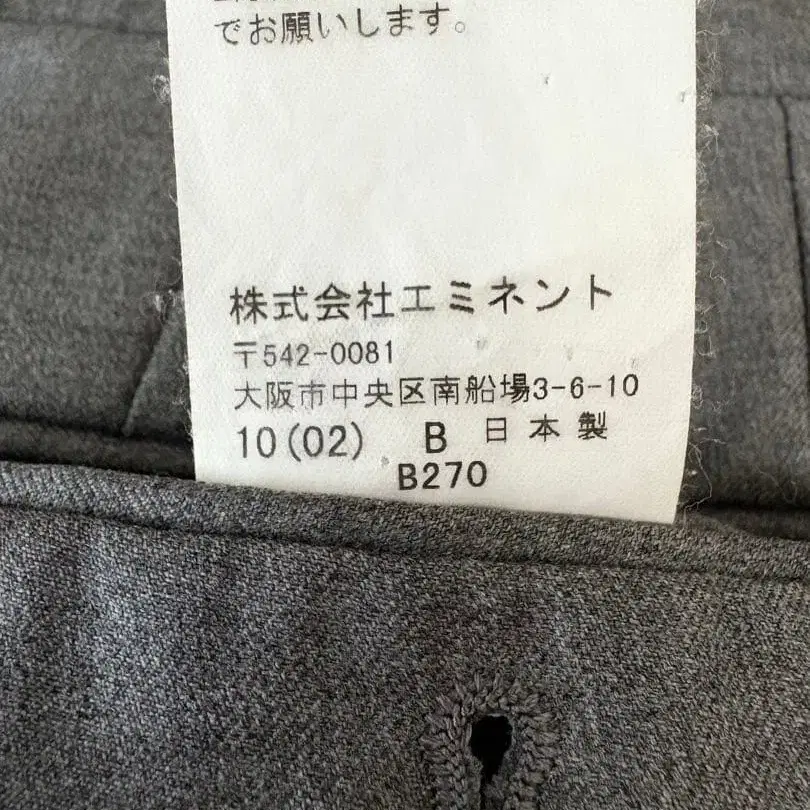 でお願いします。
株式会社エミネント
〒542-0081
大阪市中央区南船場3-6-10
10(02) B 日本製
B270